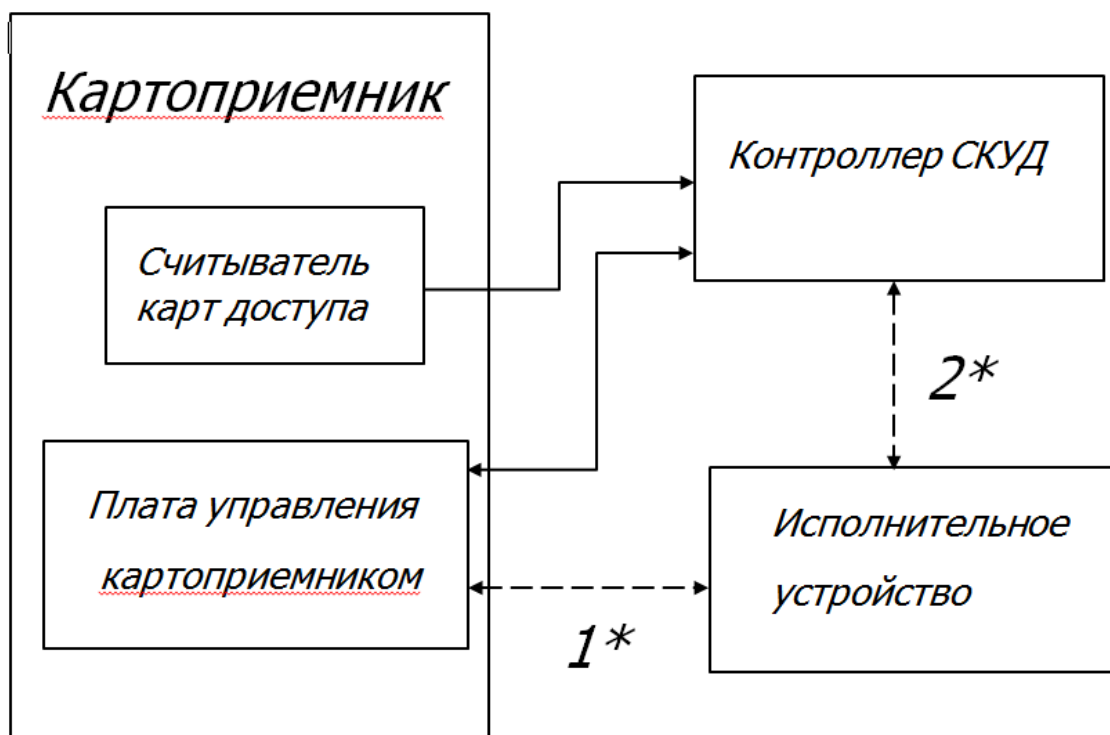 Картоприемник
Считыватель
карт доступа
Плата управления
картоприемником
Контроллер СКУД
2*
Исполнительное
устройство
1*